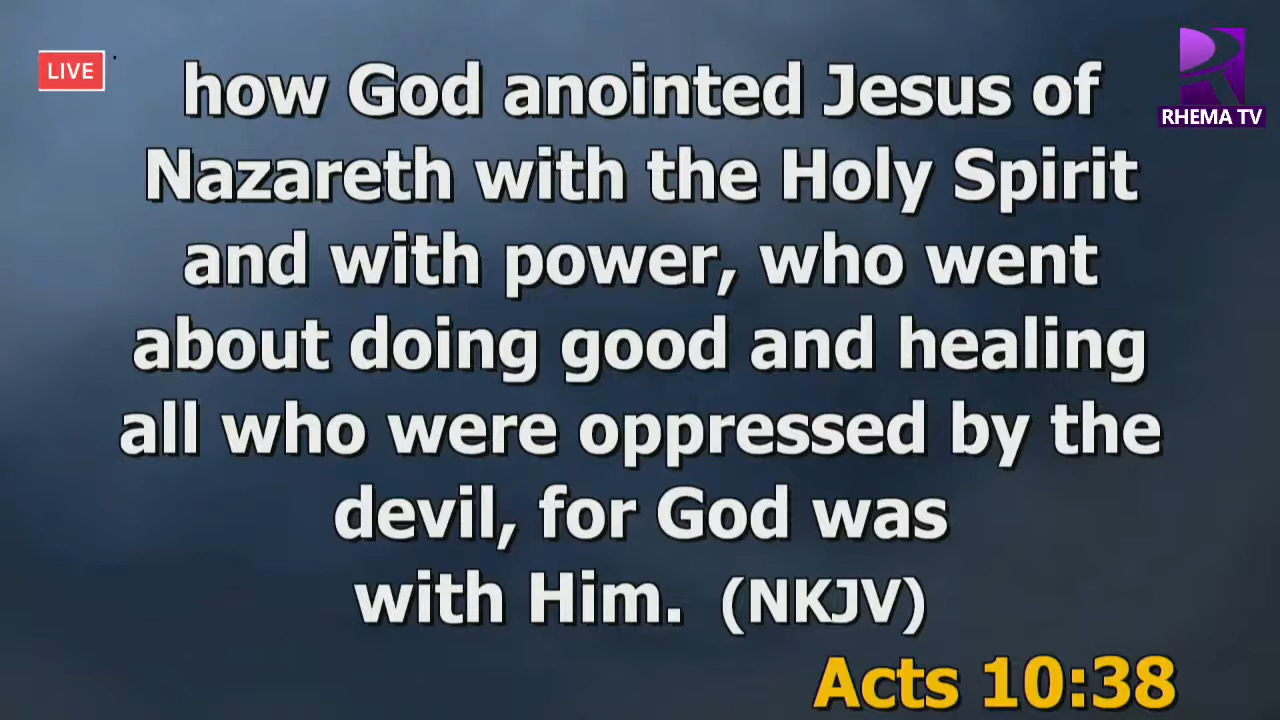 LIVE
RHEMA TV
how God anointed Jesus of
Nazareth with the Holy Spirit
and with power, who went
about doing good and healing
all who were oppressed by the
devil, for God was
with Him. (NKJV)
Acts 10:38